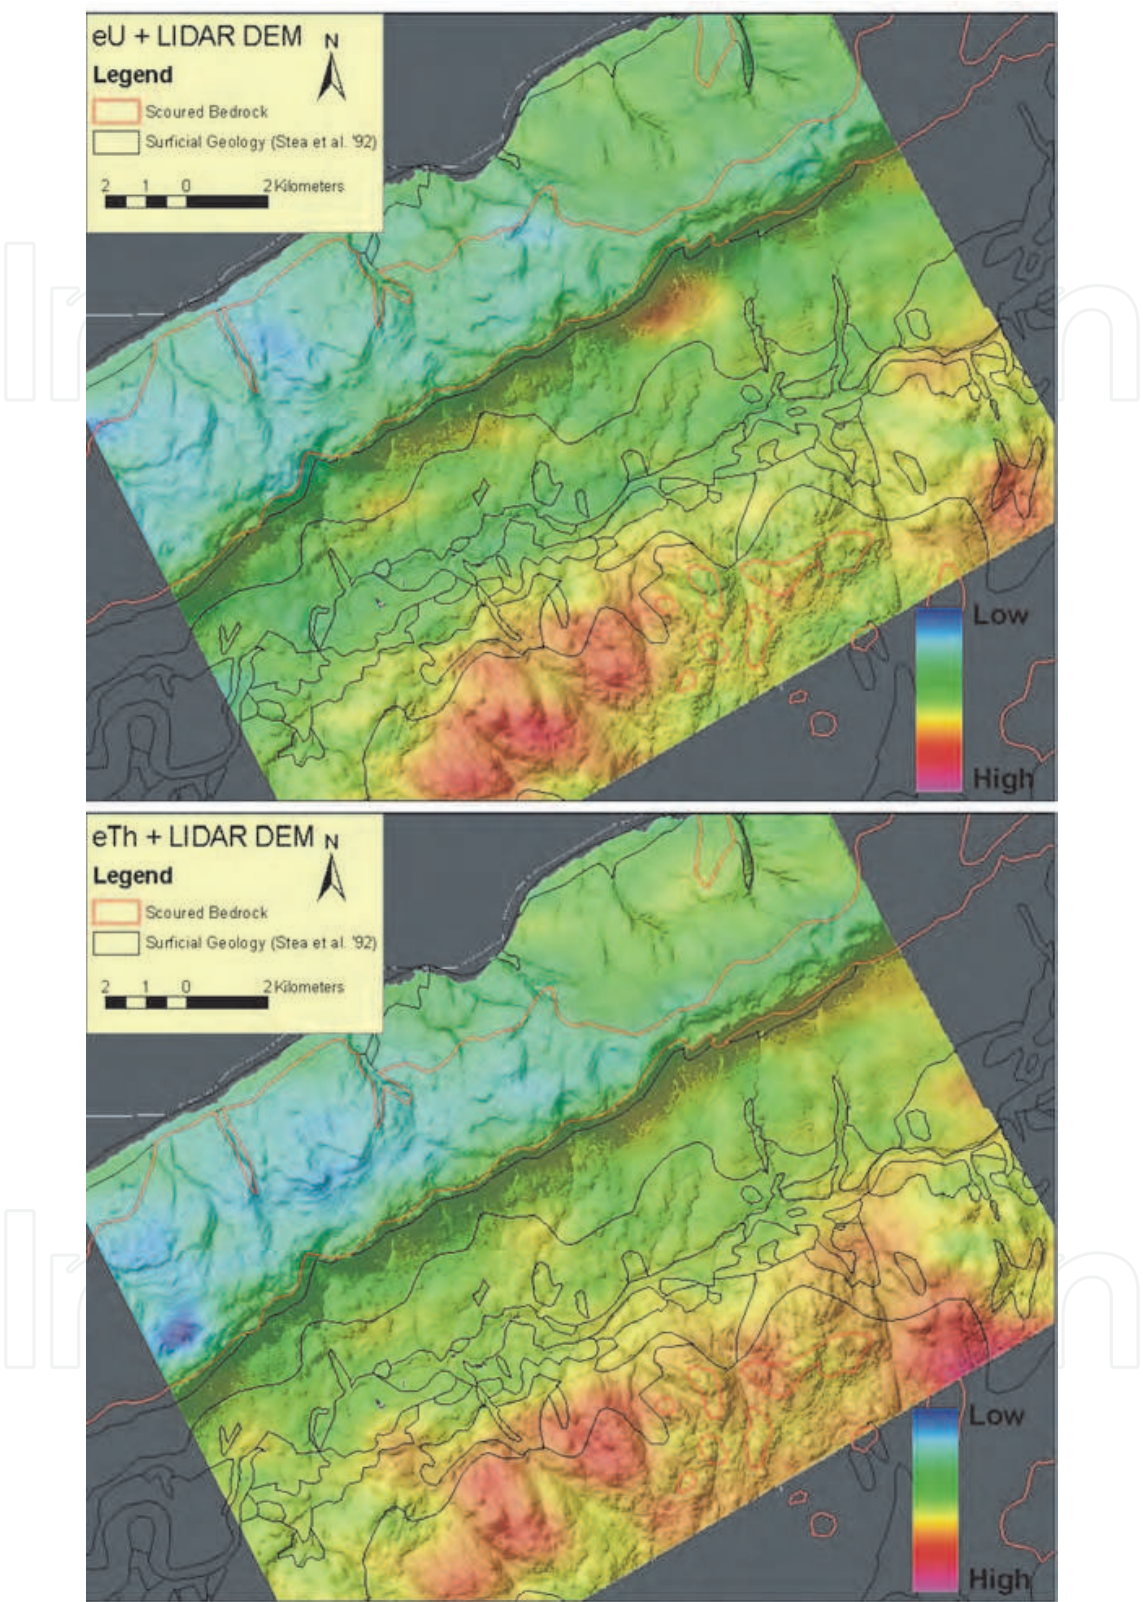 eU + LIDAR DEM
N
Legend
Scoured Bedrock
Surficial Geology (Stea et al. '92)
2 1 0 2 Kilometers
Low
High
eTh + LIDAR DEM
N
Legend
Scoured Bedrock
Surficial Geology (Stea et al. '92)
2 1 0 2 Kilometers
Low
High